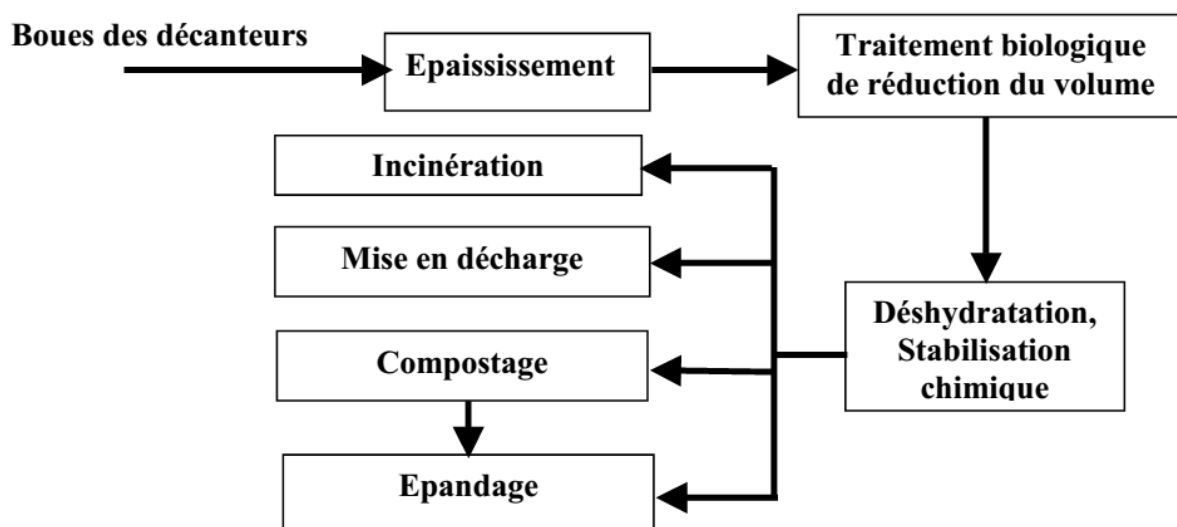 Boues des décanteurs
Epaississement
Traitement biologique
de réduction du volume
Incinération
Mise en décharge
Déshydratation,
Stabilisation
chimique
Compostage
Epandage